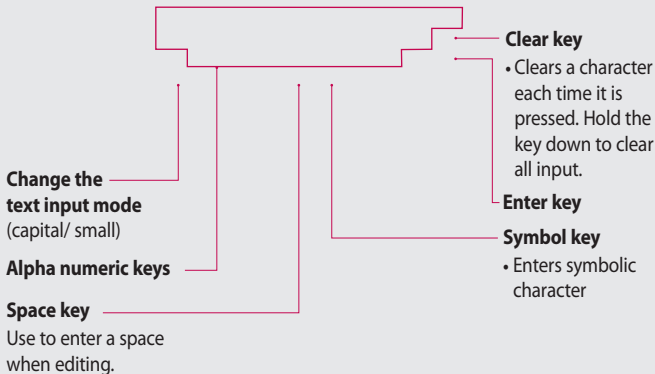 Clear key
• Clears a character
each time it is
pressed. Hold the
key down to clear
all input.
Enter key
Symbol key
• Enters symbolic
character
Change the
text input mode
(capital/ small)
Alpha numeric keys
Space key
Use to enter a space
when editing.